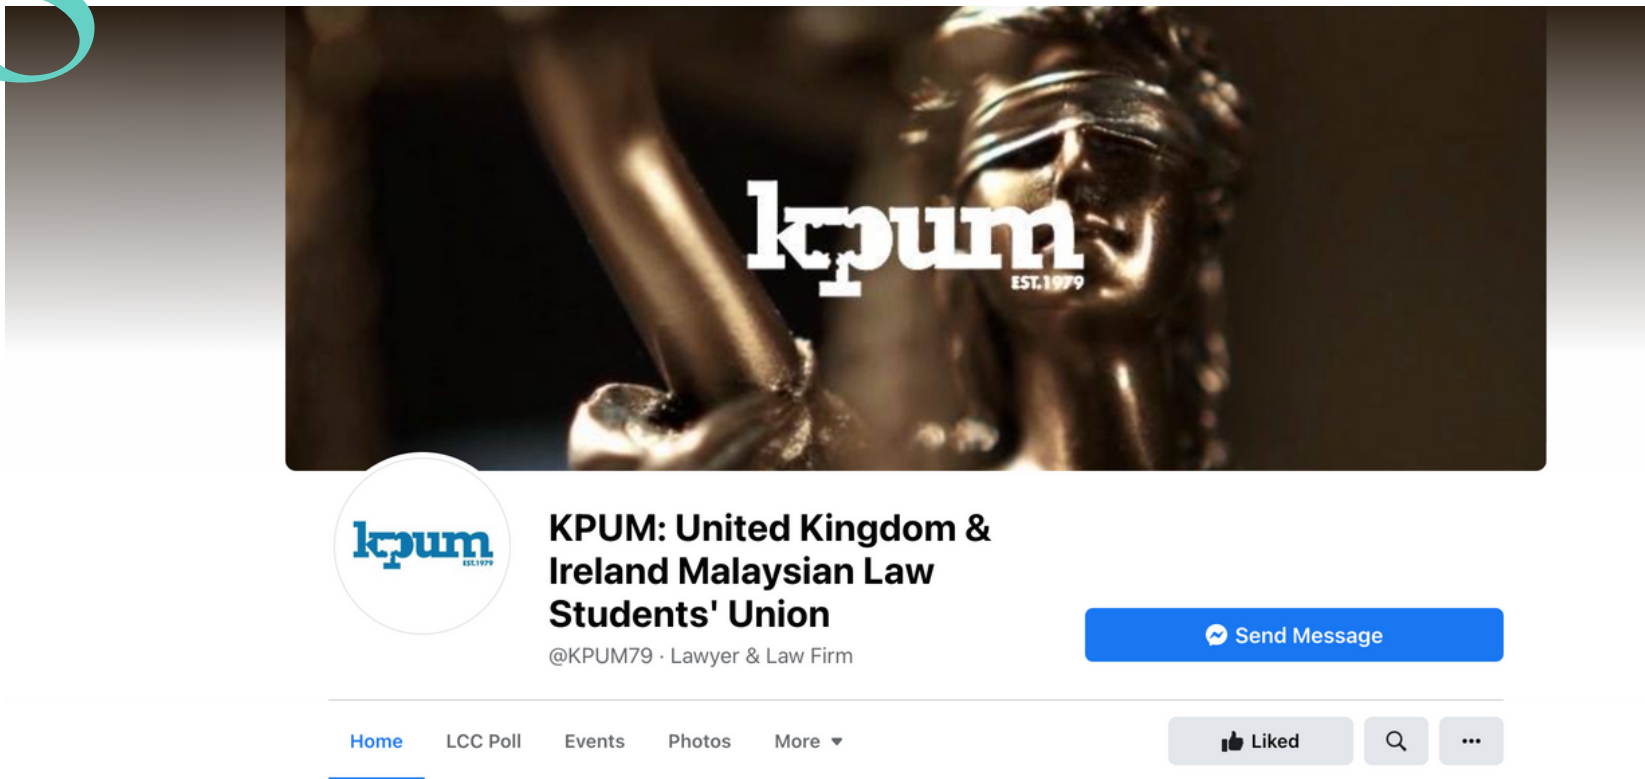 kpum
EST.1979
kpum
EST.1979
KPUM: United Kingdom &
Ireland Malaysian Law
Students' Union
@KPUM79 · Lawyer & Law Firm
Send Message
Home LCC Poll Events Photos More
Liked